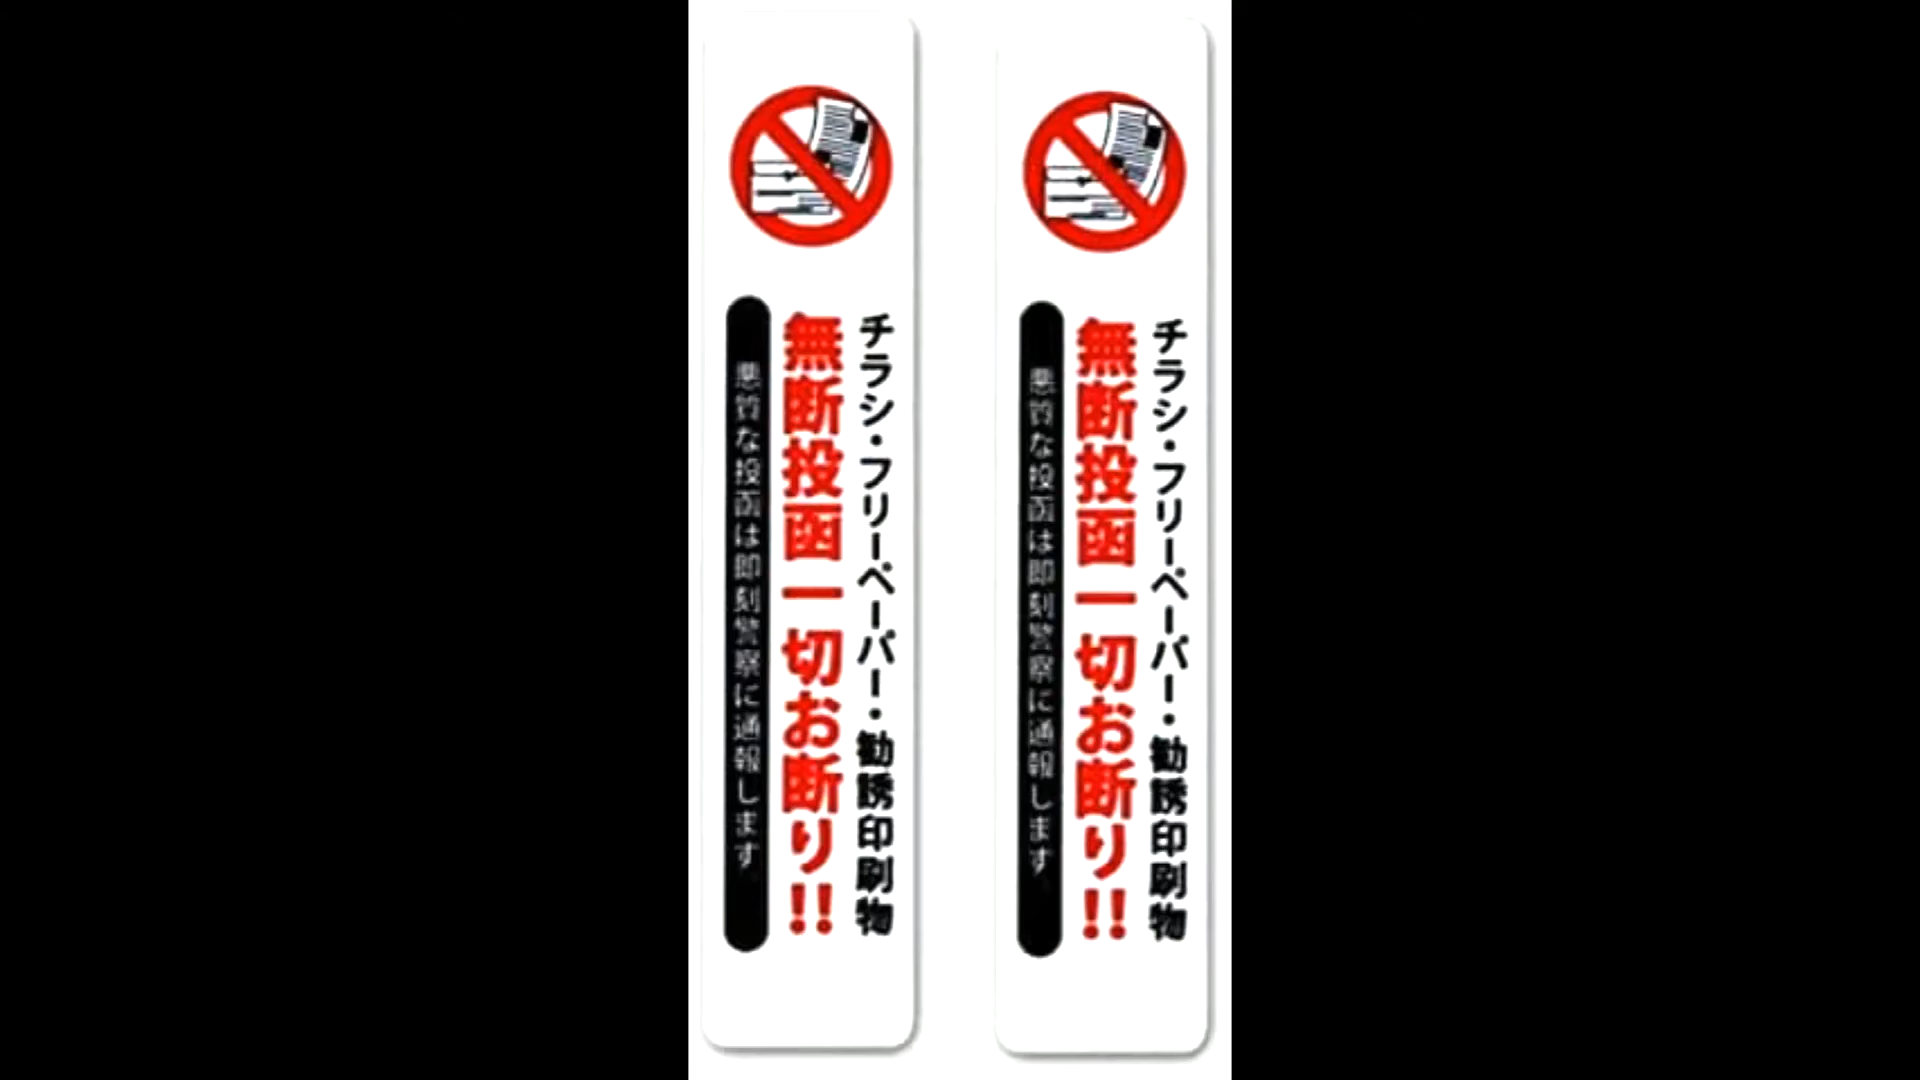 チラシ・フリーペーパー・勧誘印刷物
無断投函一切お断り!!
悪質な投函は即刻警察に通報します
チラシ・フリーペーパー・勧誘印刷物
無断投函一切お断り!!
悪質な投函は即刻警察に通報します